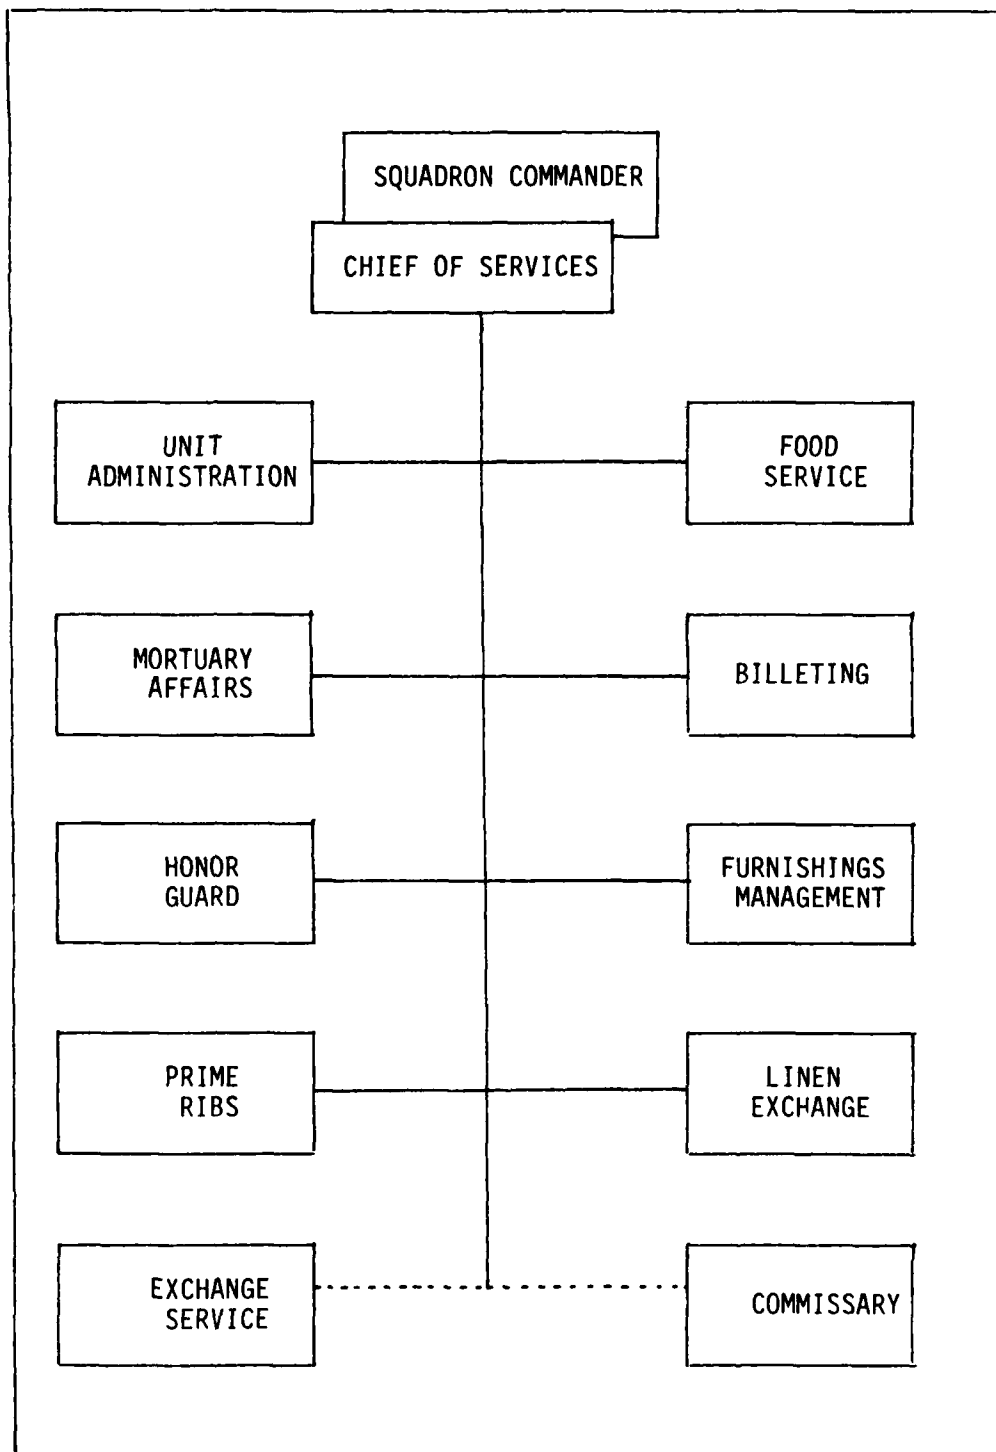 SQUADRON COMMANDER
CHIEF OF SERVICES
UNIT
ADMINISTRATION
FOOD
SERVICE
MORTUARY
AFFAIRS
BILLETING
HONOR
GUARD
FURNISHINGS
MANAGEMENT
PRIME
RIBS
LINEN
EXCHANGE
EXCHANGE
SERVICE
COMMISSARY